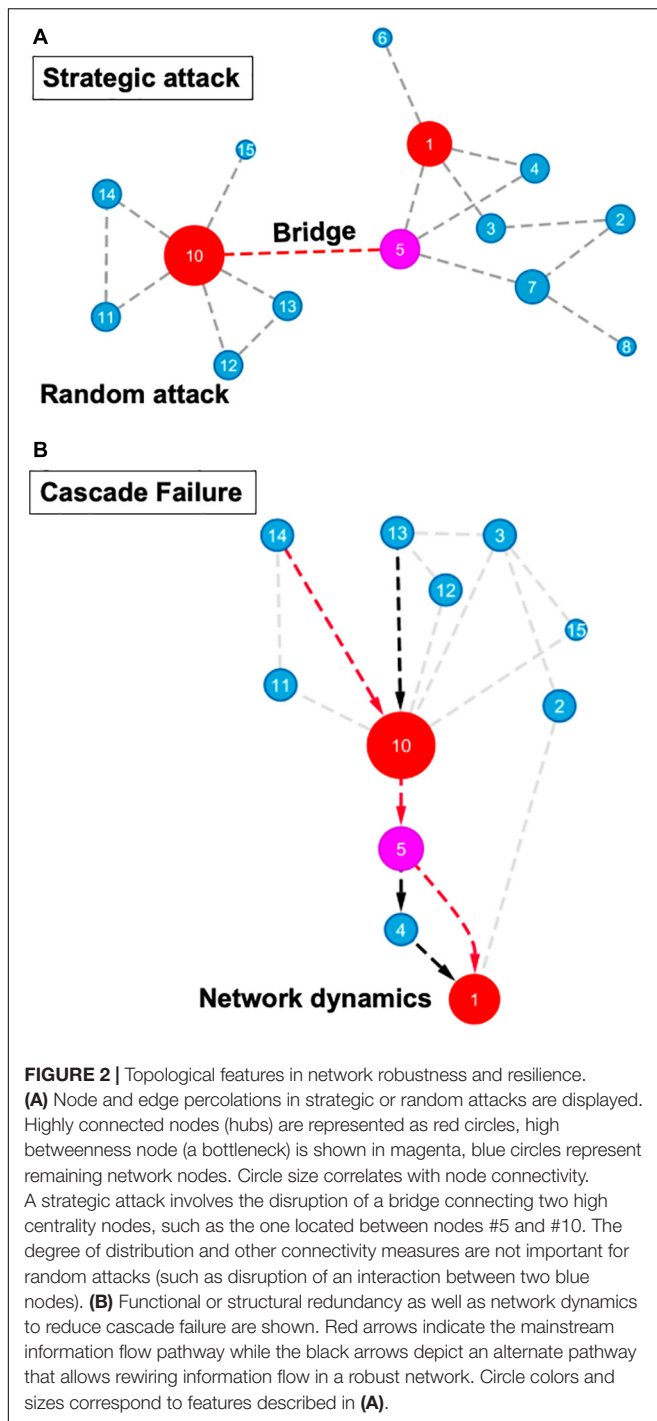 A
Strategic attack
6
1
15
4
14
3
2
Bridge
10
5
7
13
11
12
8
Random attack
B
Cascade Failure
14
13
3
12
15
11
2
10
5
4
Network dynamics
1
FIGURE 2 | Topological features in network robustness and resilience.
(A) Node and edge percolations in strategic or random attacks are displayed.
Highly connected nodes (hubs) are represented as red circles, high
betweenness node (a bottleneck) is shown in magenta, blue circles represent
remaining network nodes. Circle size correlates with node connectivity.
A strategic attack involves the disruption of a bridge connecting two high
centrality nodes, such as the one located between nodes #5 and #10. The
degree of distribution and other connectivity measures are not important for
random attacks (such as disruption of an interaction between two blue
nodes). (B) Functional or structural redundancy as well as network dynamics
to reduce cascade failure are shown. Red arrows indicate the mainstream
information flow pathway while the black arrows depict an alternate pathway
that allows rewiring information flow in a robust network. Circle colors and
sizes correspond to features described in (A).